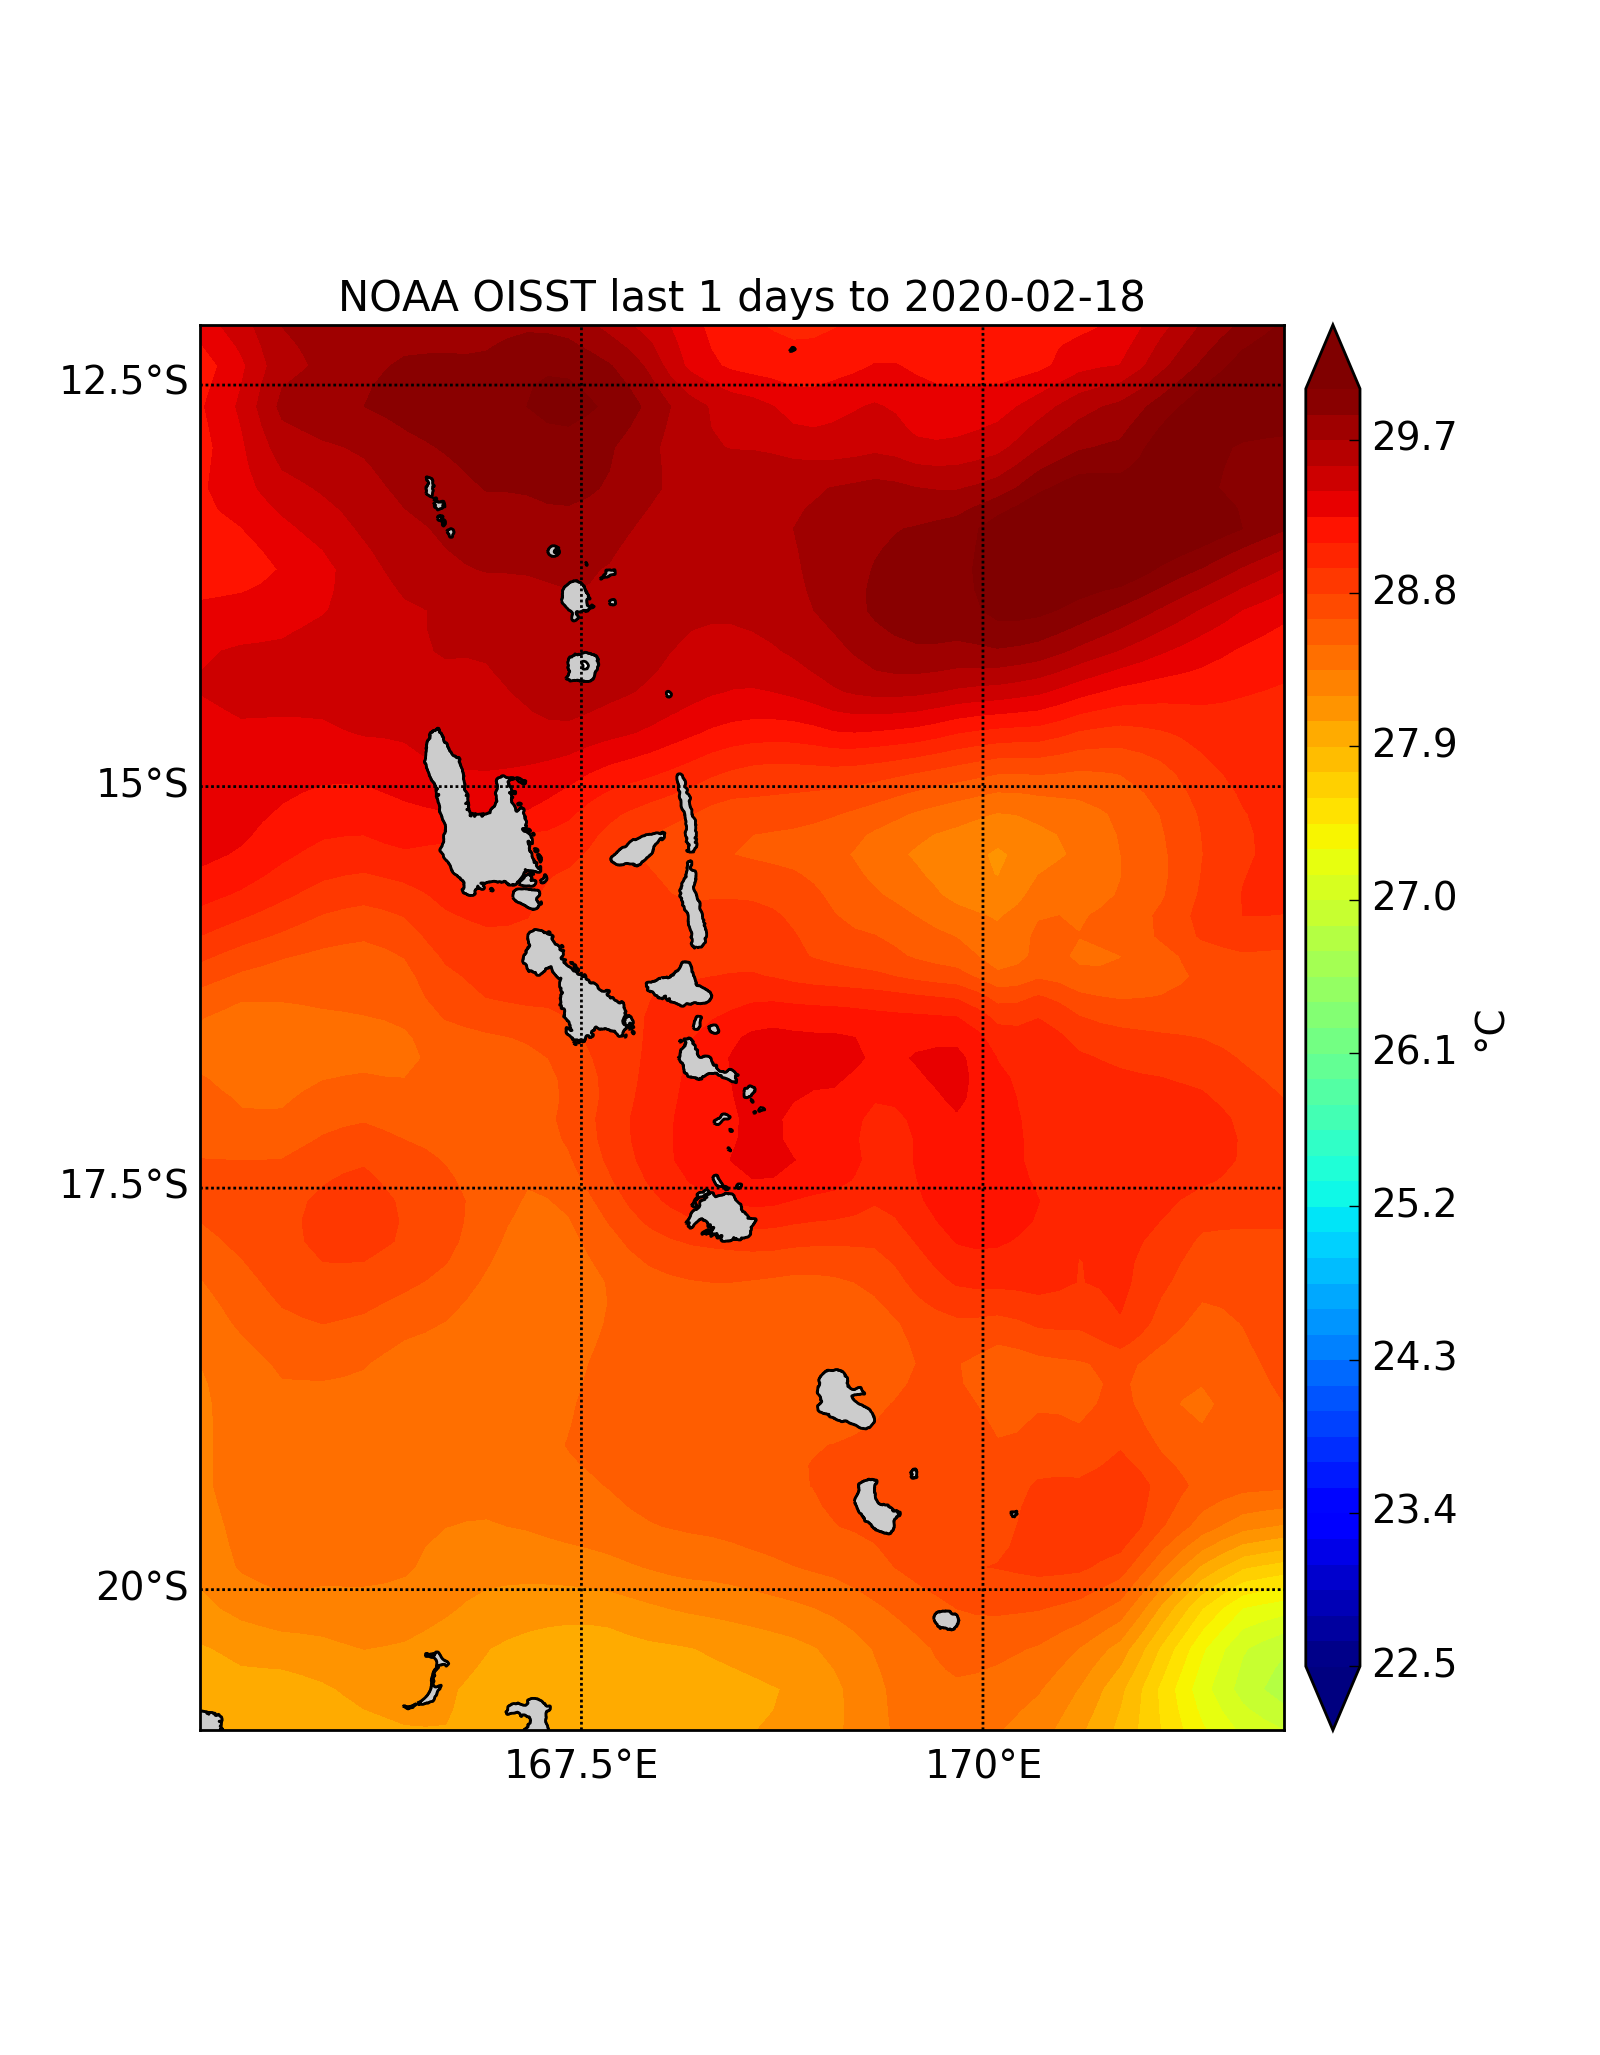 NOAA OISST last 1 days to 2020-02-18
12.5°S
15°S
17.5°S
20°S
167.5°E
170°E
29.7
28.8
27.9
27.0
26.1
25.2
24.3
23.4
22.5
°C